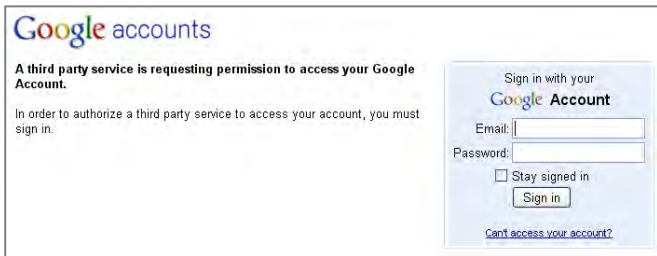 Google accounts
A third party service is requesting permission to access your Google
Account.
In order to authorize a third party service to access your account, you must
sign in.
Sign in with your
Google Account
Email:
Password:
Stay signed in
Sign in
Can't access your account?